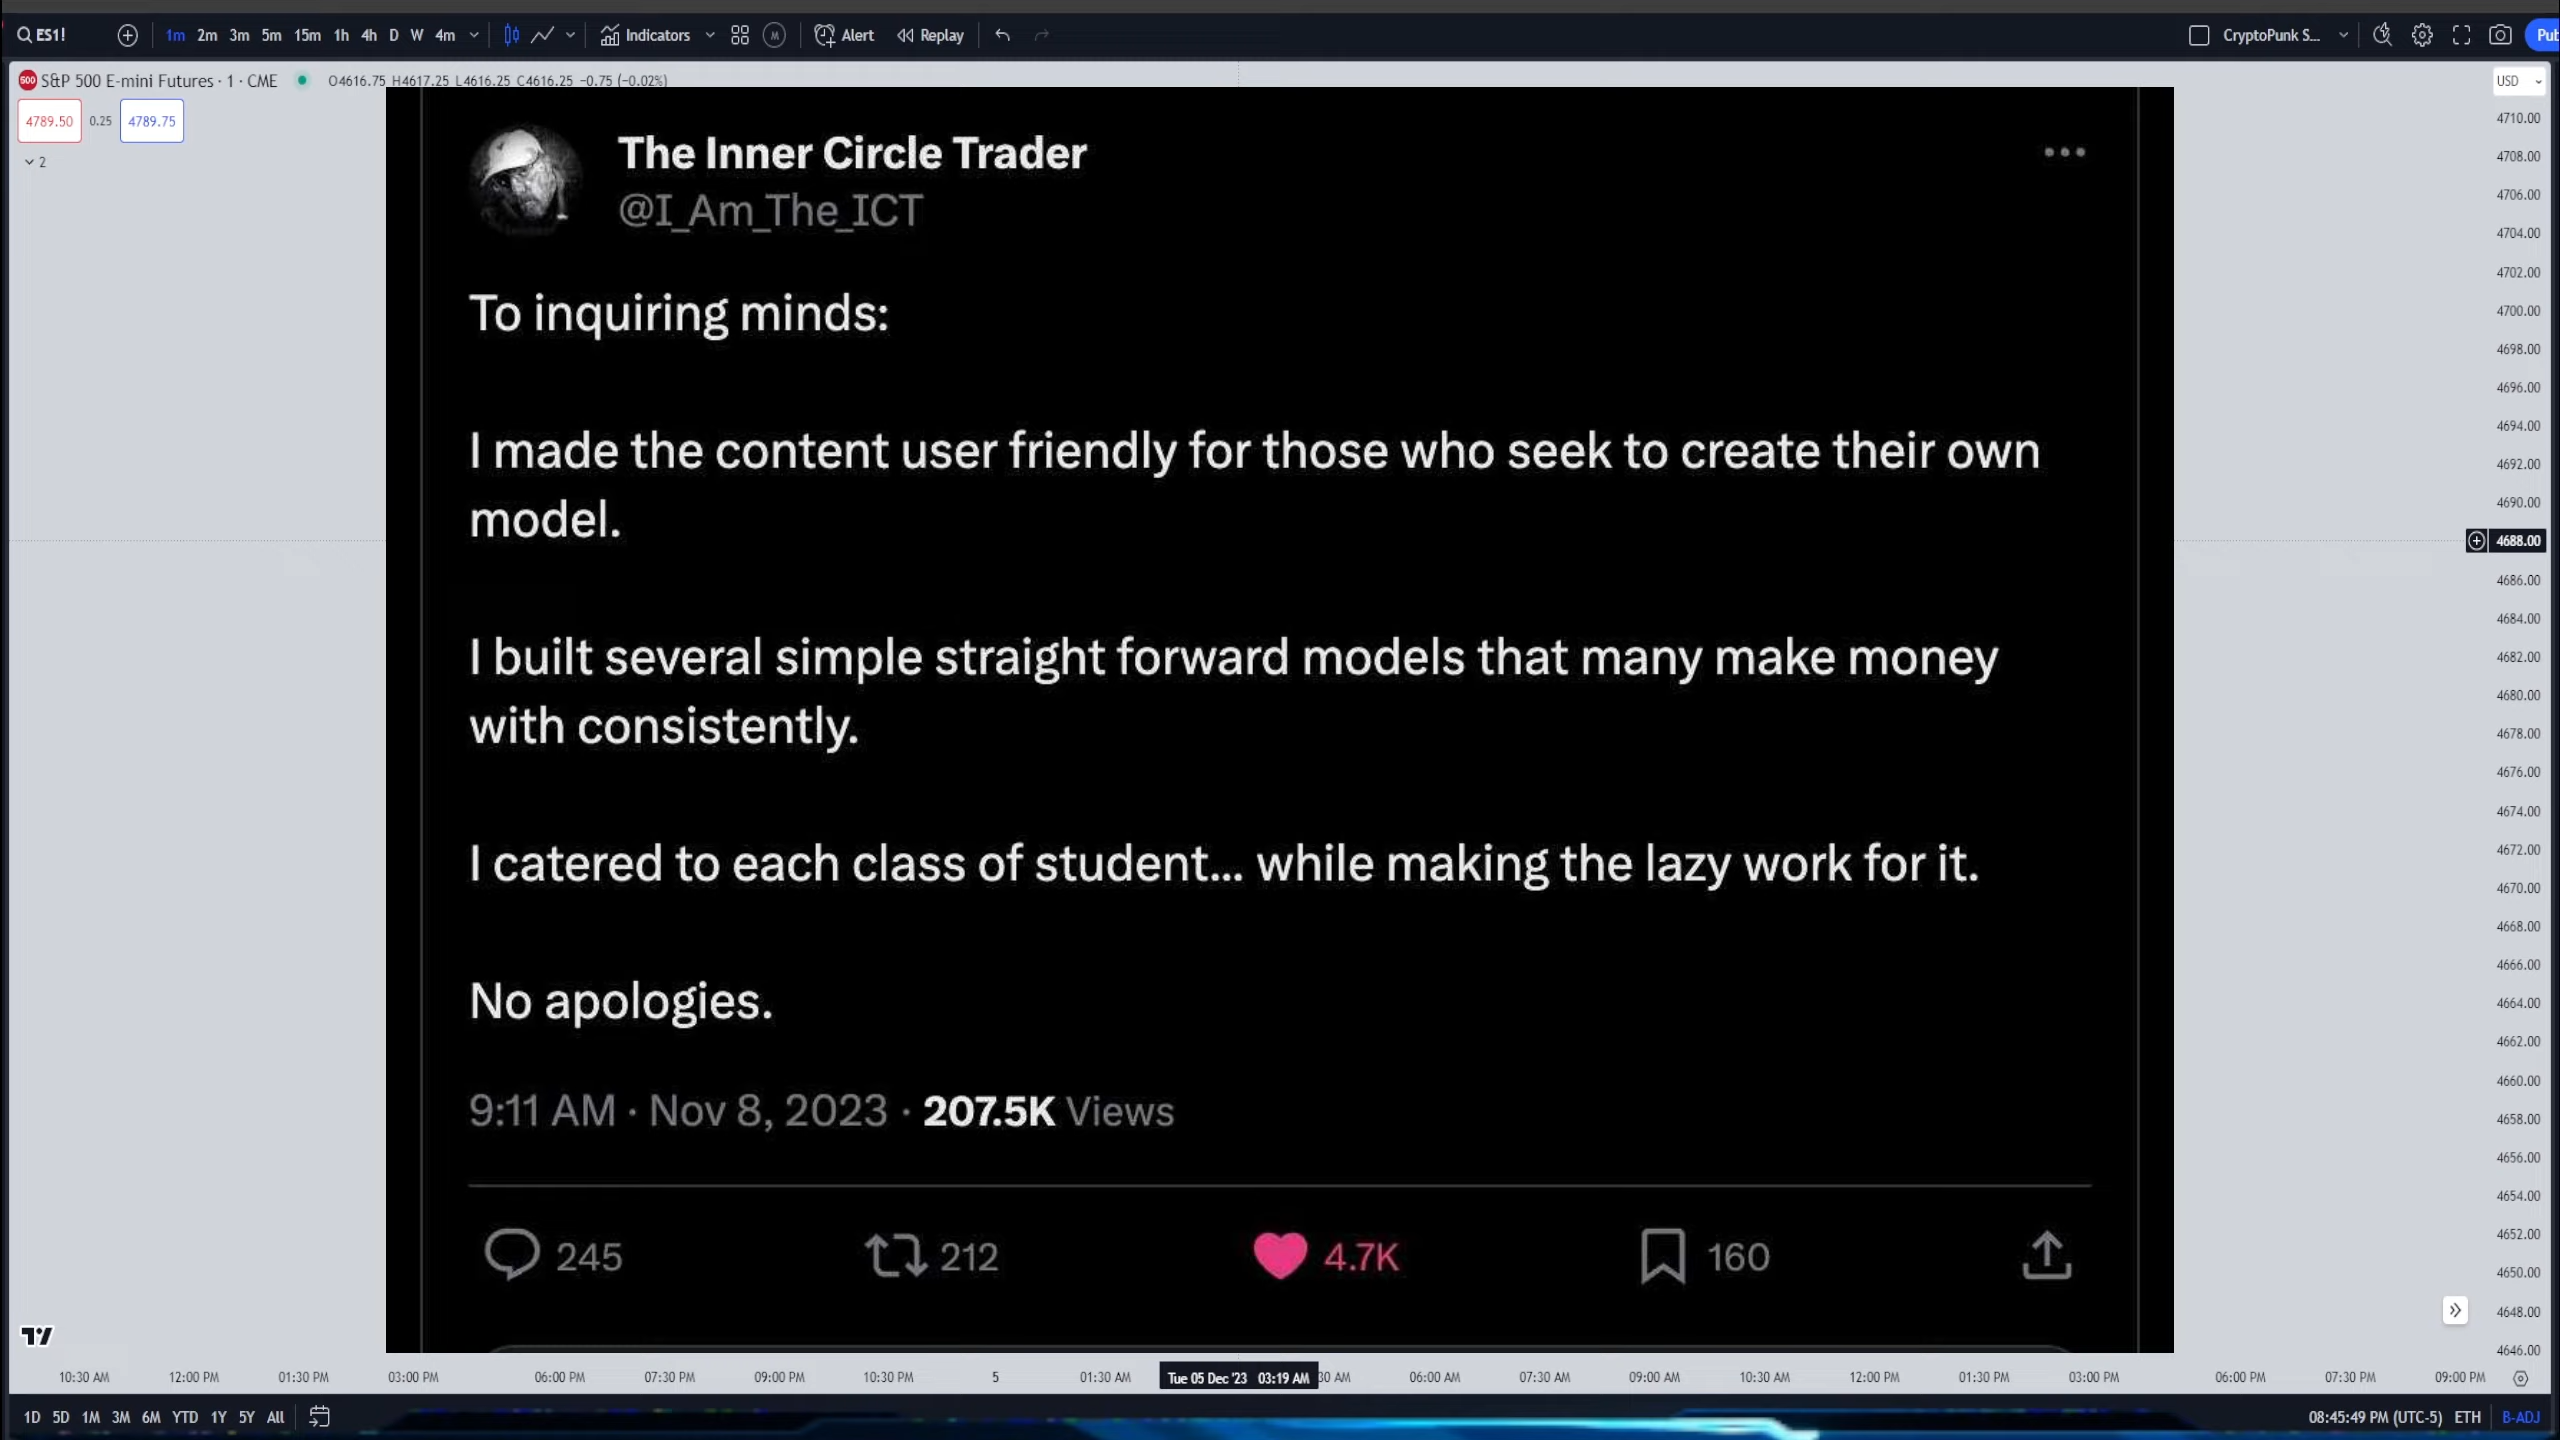 ES1! 1m 2m 3m 5m 15m 1h 4h D W 4m Indicators M Alert Replay CryptoPunk S... Pub
500 S&P 500 E-mini Futures · 1 · CME O4616.75 H4617.25 L4616.25 C4616.25 −0.75 (−0.02%) USD
4789.50 0.25 4789.75
2
The Inner Circle Trader
@I_Am_The_ICT
To inquiring minds:
I made the content user friendly for those who seek to create their own
model.
I built several simple straight forward models that many make money
with consistently.
I catered to each class of student... while making the lazy work for it.
No apologies.
9:11 AM · Nov 8, 2023 · 207.5K Views
245 212 4.7K 160
4710.00
4708.00
4706.00
4704.00
4702.00
4700.00
4698.00
4696.00
4694.00
4692.00
4690.00
4688.00
4686.00
4684.00
4682.00
4680.00
4678.00
4676.00
4674.00
4672.00
4670.00
4668.00
4666.00
4664.00
4662.00
4660.00
4658.00
4656.00
4654.00
4652.00
4650.00
4648.00
4646.00
10:30 AM 12:00 PM 01:30 PM 03:00 PM 06:00 PM 07:30 PM 09:00 PM 10:30 PM 5 01:30 AM Tue 05 Dec '23 03:19 AM 30 AM 06:00 AM 07:30 AM 09:00 AM 10:30 AM 12:00 PM 01:30 PM 03:00 PM 06:00 PM 07:30 PM 09:00 PM
1D 5D 1M 3M 6M YTD 1Y 5Y All 08:45:49 PM (UTC-5) ETH B-ADJ